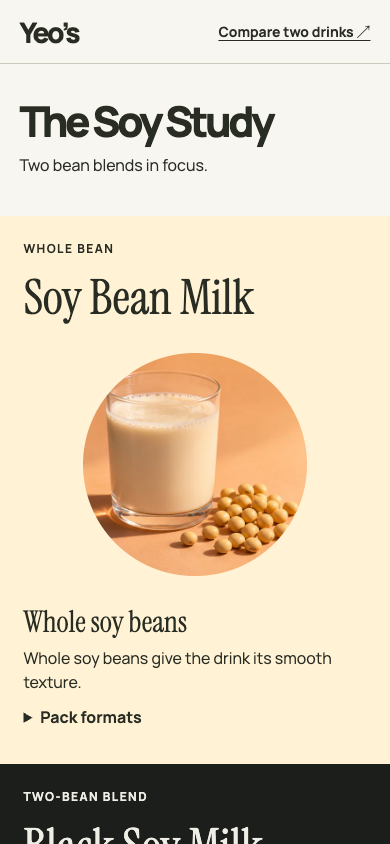 Yeo's
Compare two drinks ↗
The Soy Study
Two bean blends in focus.
WHOLE BEAN
Soy Bean Milk
Whole soy beans
Whole soy beans give the drink its smooth
texture.
▶ Pack formats
TWO-BEAN BLEND
Black Soy Milk